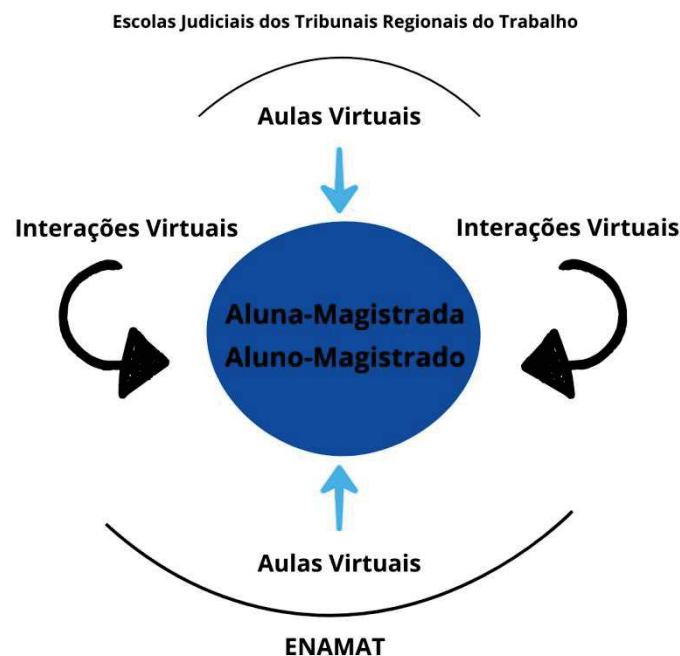 Escolas Judiciais dos Tribunais Regionais do Trabalho
Aulas Virtuais
Interações Virtuais
Interações Virtuais
Aluna-Magistrada
Aluno-Magistrado
Aulas Virtuais
ENAMAT